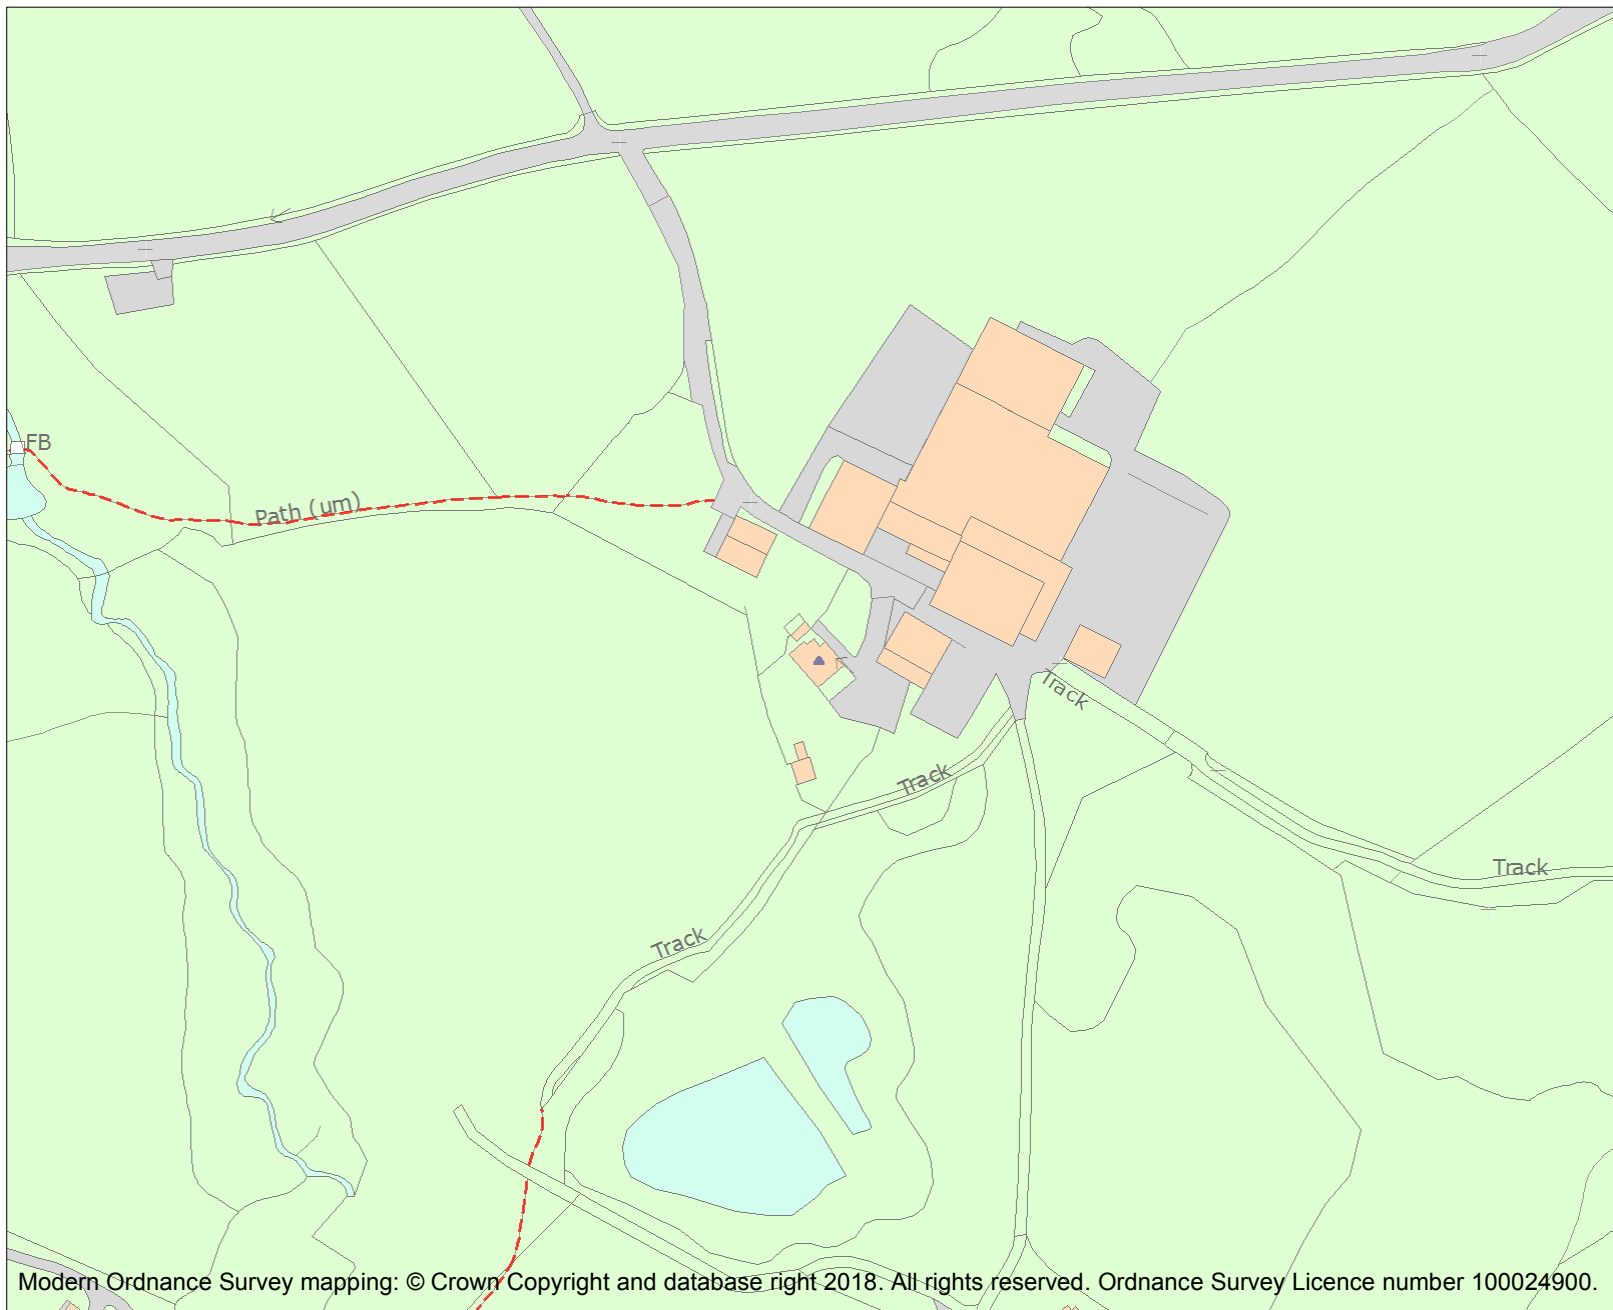 FB
Path (um)
Track
Track
Track
Track
Modern Ordnance Survey mapping: © Crown Copyright and database right 2018. All rights reserved. Ordnance Survey Licence number 100024900.